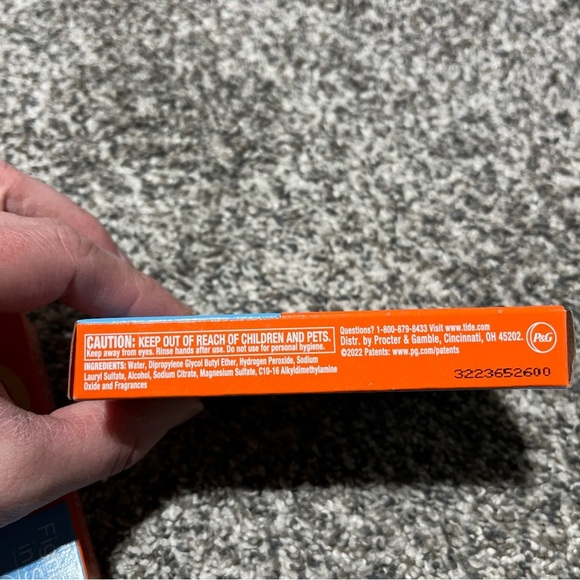 CAUTION: KEEP OUT OF REACH OF CHILDREN AND PETS.
Keep away from eyes. Rinse hands after use. Do not use for personal hygiene.
INGREDIENTS: Water, Dipropylene Glycol Butyl Ether, Hydrogen Peroxide, Sodium
Lauryl Sulfate, Alcohol, Sodium Citrate, Magnesium Sulfate, C10-16 Alkyldimethylamine
Oxide and Fragrances
Questions? 1-800-879-8433 Visit www.tide.com
Distr. by Procter & Gamble, Cincinnati, OH 45202.
©2022 Patents: www.pg.com/patents
P&G
3223652600